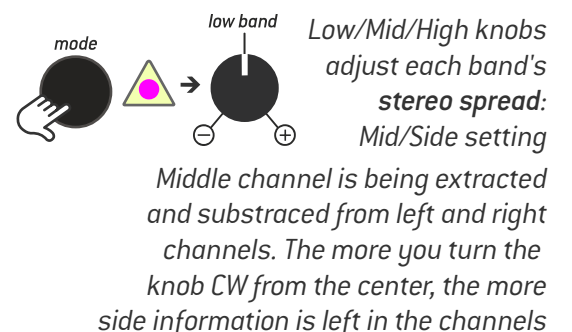 mode
low band
Low/Mid/High knobs
adjust each band's
stereo spread:
Mid/Side setting
Middle channel is being extracted
and substraced from left and right
channels. The more you turn the
knob CW from the center, the more
side information is left in the channels